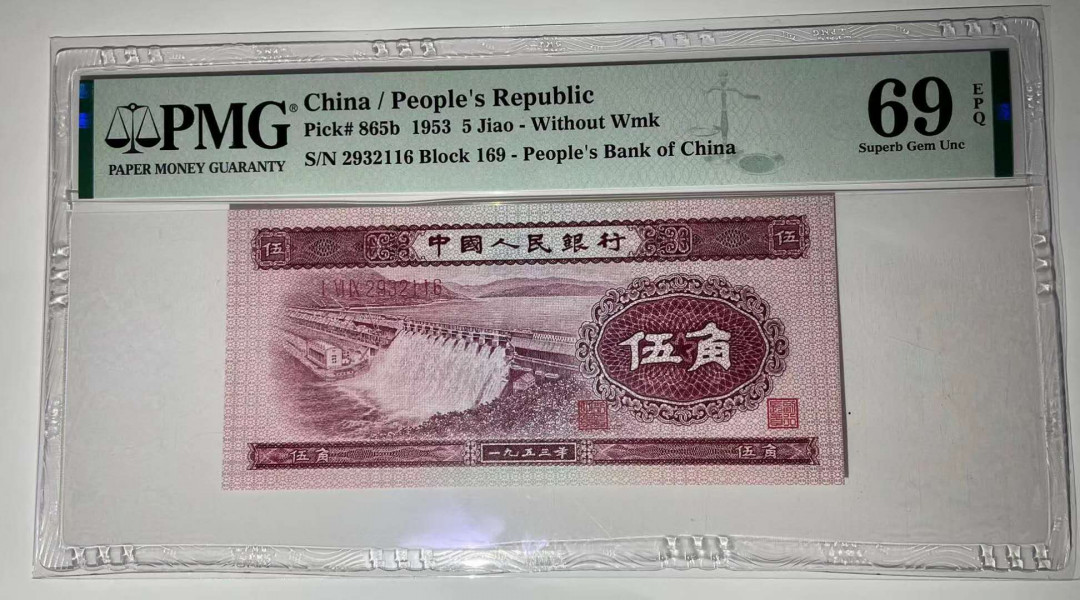 PMG®
PAPER MONEY GUARANTY
China / People's Republic
Pick# 865b 1953 5 Jiao - Without Wmk
S/N 2932116 Block 169 - People's Bank of China
69
EPQ
Superb Gem Unc
伍 中國人民銀行 伍
I VI IX 2932116
伍角
伍角 一九五三年 伍角